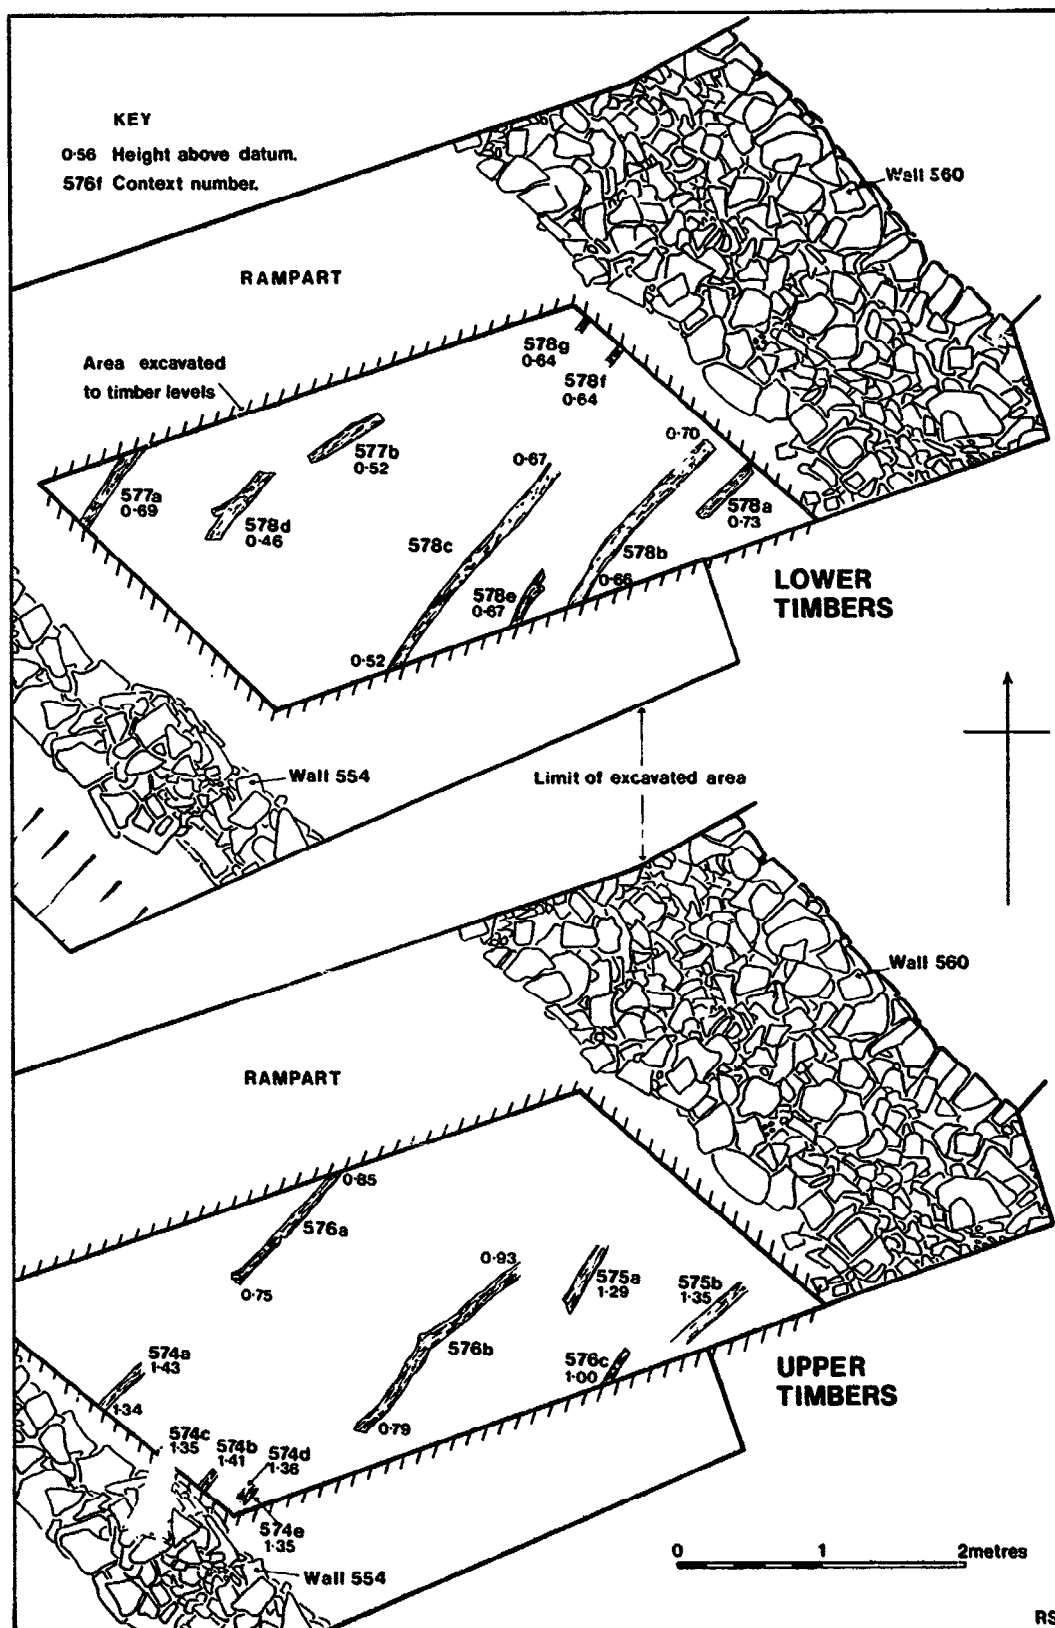 KEY
0·56 Height above datum.
576f Context number.
Wall 560
RAMPART
Area excavated
to timber levels
578g
0·64
578f
0·64
577b
0·52
0·70
0·67
577a
0·69
578d
0·46
578a
0·73
578c
578b
578e
0·67
0·66
0·52
LOWER
TIMBERS
Wall 554
Limit of excavated area
Wall 560
RAMPART
0·85
576a
0·75
0·93
575a
1·29
575b
1·35
576b
576c
1·00
574a
1·43
1·34
0·79
UPPER
TIMBERS
574c
1·35
574b
1·41
574d
1·36
574e
1·35
Wall 554
0 1 2metres
RS